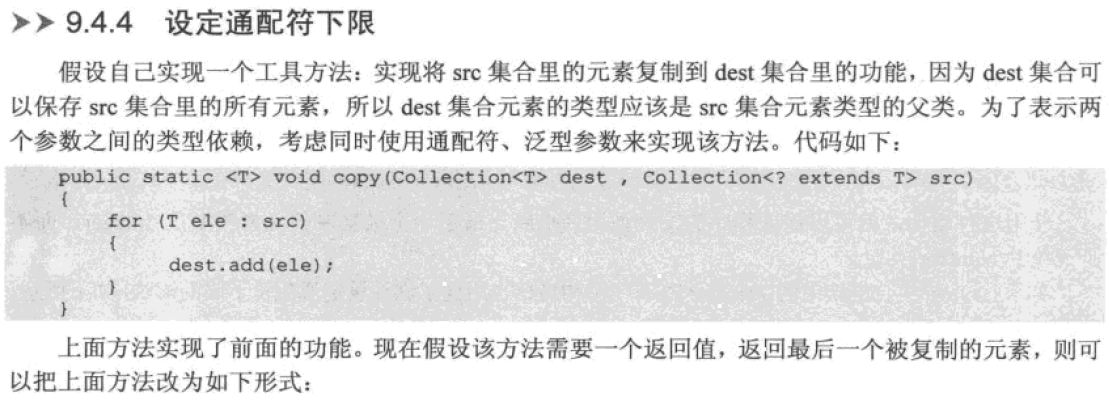 ➤➤ 9.4.4 设定通配符下限
假设自己实现一个工具方法：实现将 src 集合里的元素复制到 dest 集合里的功能，因为 dest 集合可
以保存 src 集合里的所有元素，所以 dest 集合元素的类型应该是 src 集合元素类型的父类。为了表示两
个参数之间的类型依赖，考虑同时使用通配符、泛型参数来实现该方法。代码如下：
public static <T> void copy(Collection<T> dest , Collection<? extends T> src)
{
for (T ele : src)
{
dest.add(ele);
}
}
上面方法实现了前面的功能。现在假设该方法需要一个返回值，返回最后一个被复制的元素，则可
以把上面方法改为如下形式：